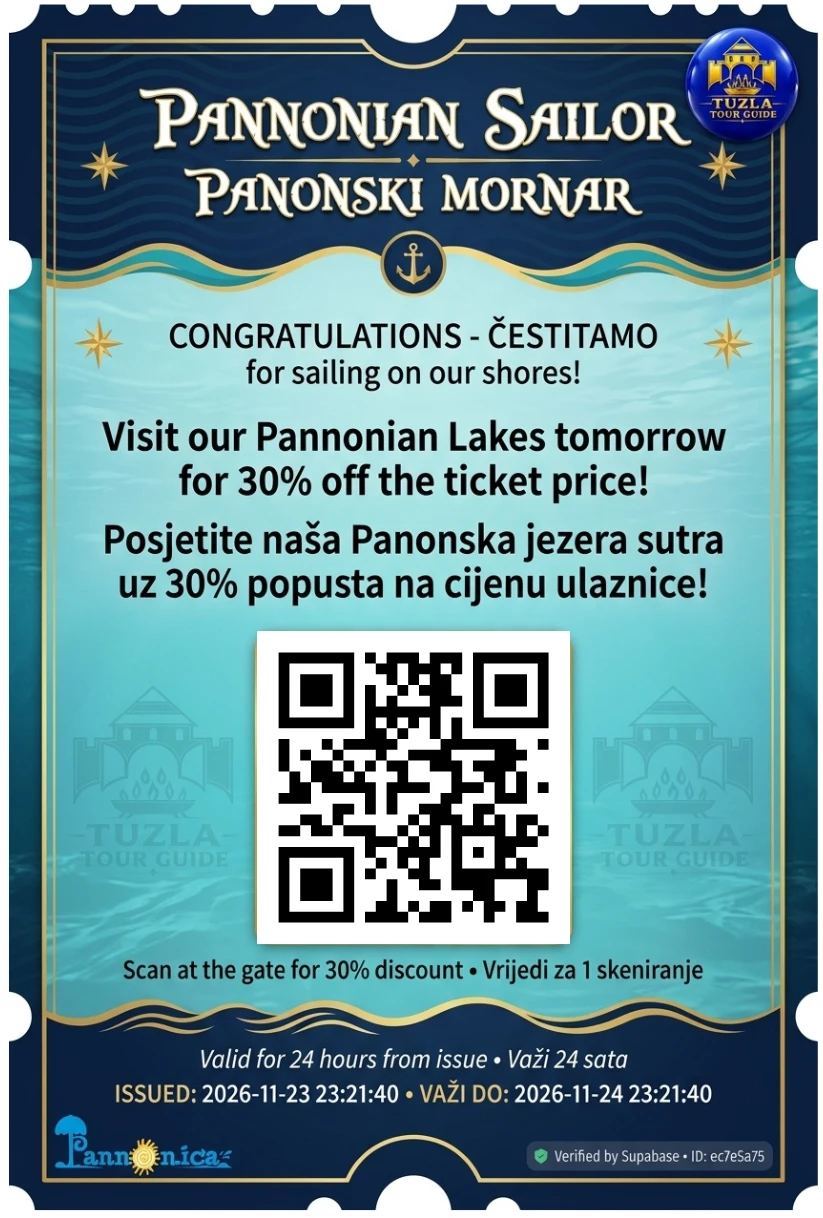 TUZLA
TOUR GUIDE
PANNONIAN SAILOR
PANONSKI MORNAR
CONGRATULATIONS - ČESTITAMO
for sailing on our shores!
Visit our Pannonian Lakes tomorrow
for 30% off the ticket price!
Posjetite naša Panonska jezera sutra
uz 30% popusta na cijenu ulaznice!
TUZLA
TOUR GUIDE
TUZLA
TOUR GUIDE
Scan at the gate for 30% discount • Vrijedi za 1 skeniranje
Valid for 24 hours from issue • Važi 24 sata
ISSUED: 2026-11-23 23:21:40 • VAŽI DO: 2026-11-24 23:21:40
Pannonica
Verified by Supabase • ID: ec7e5a75